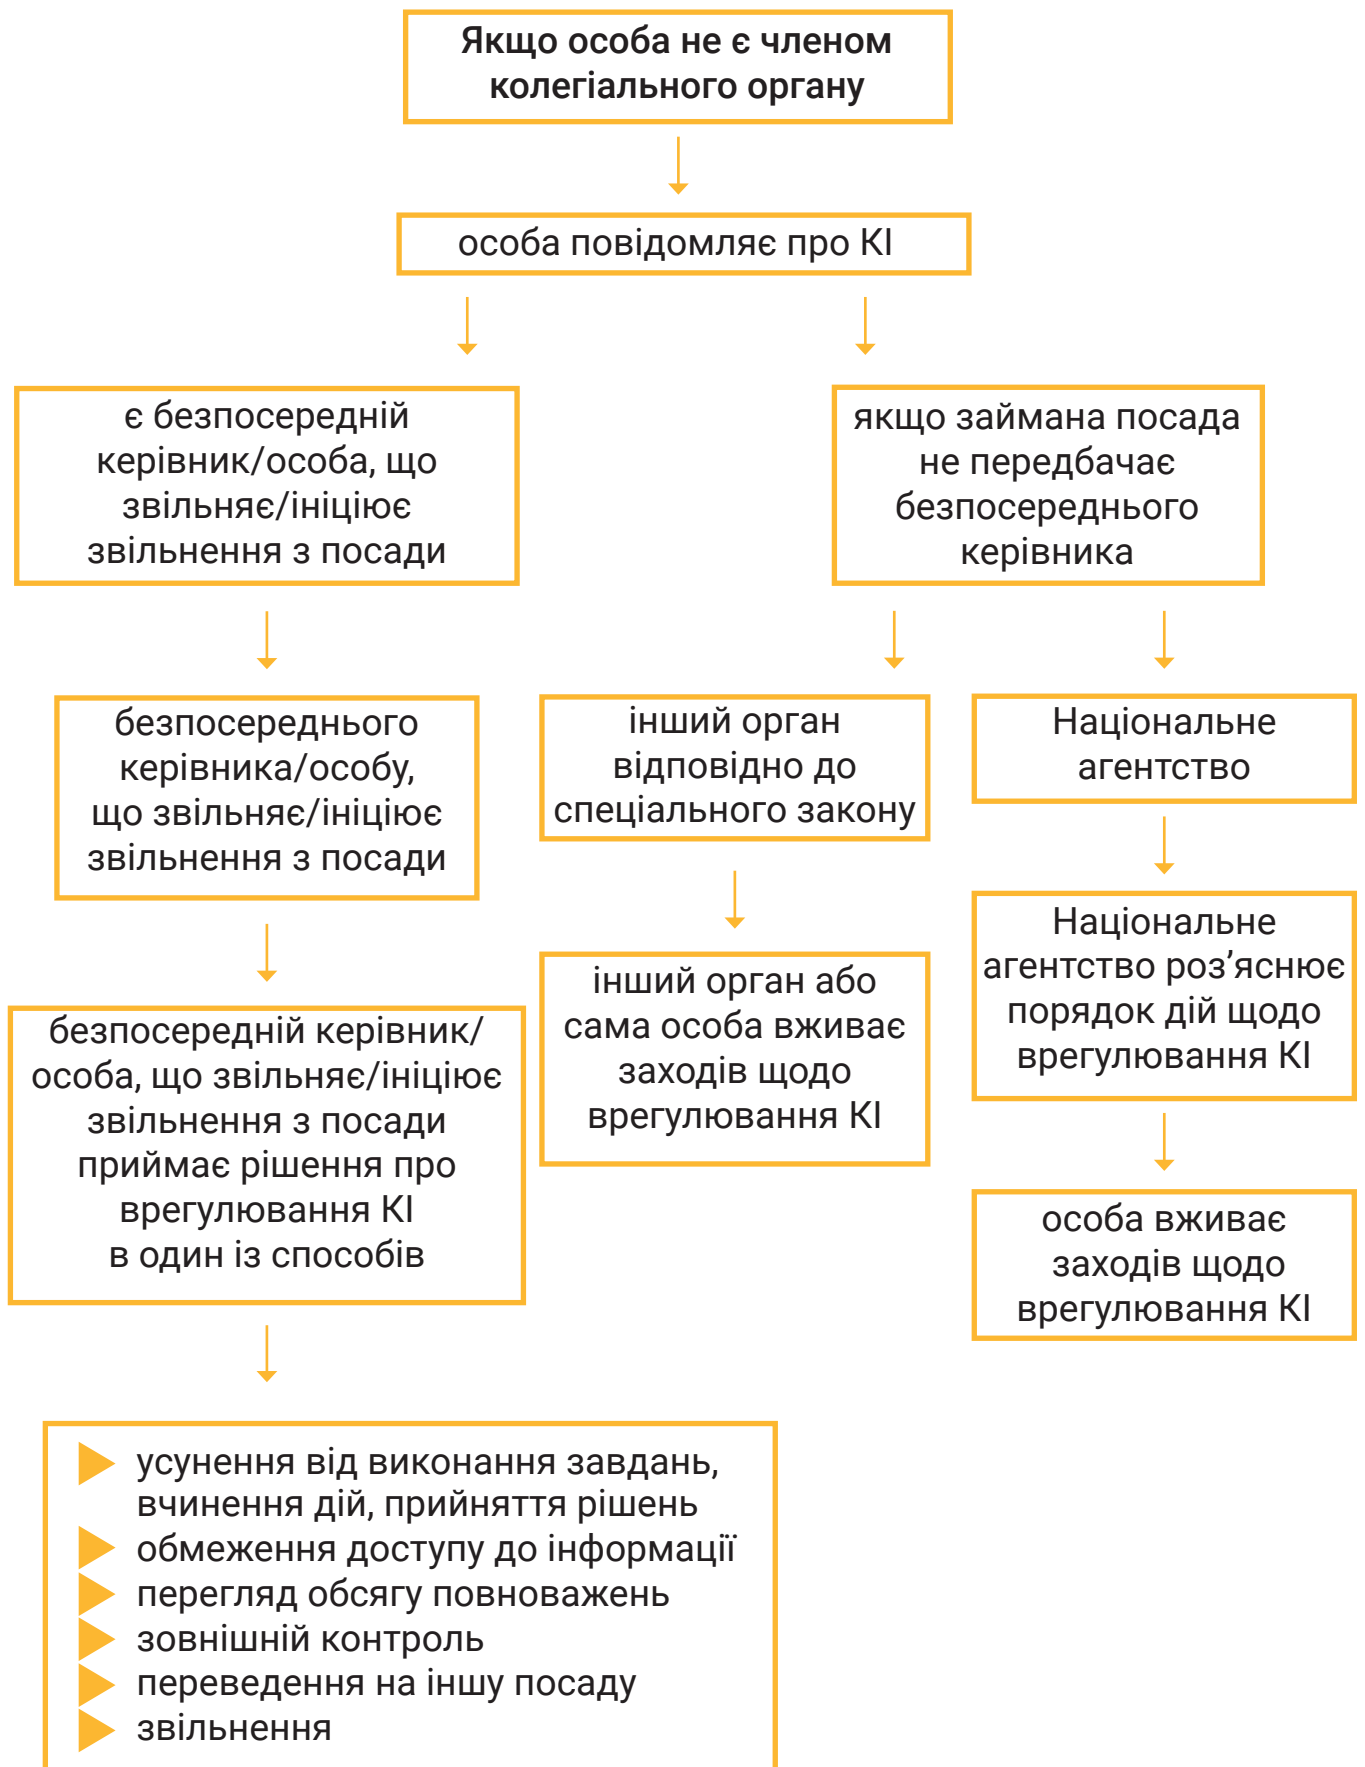 Якщо особа не є членом
колегіального органу
особа повідомляє про КІ
є безпосередній
керівник/особа, що
звільняє/ініціює
звільнення з посади
якщо займана посада
не передбачає
безпосереднього
керівника
безпосереднього
керівника/особу,
що звільняє/ініціює
звільнення з посади
інший орган
відповідно до
спеціального закону
Національне
агентство
безпосередній керівник/
особа, що звільняє/ініціює
звільнення з посади
приймає рішення про
врегулювання КІ
в один із способів
інший орган або
сама особа вживає
заходів щодо
врегулювання КІ
Національне
агентство роз’яснює
порядок дій щодо
врегулювання КІ
особа вживає
заходів щодо
врегулювання КІ
усунення від виконання завдань,
вчинення дій, прийняття рішень
обмеження доступу до інформації
перегляд обсягу повноважень
зовнішній контроль
переведення на іншу посаду
звільнення